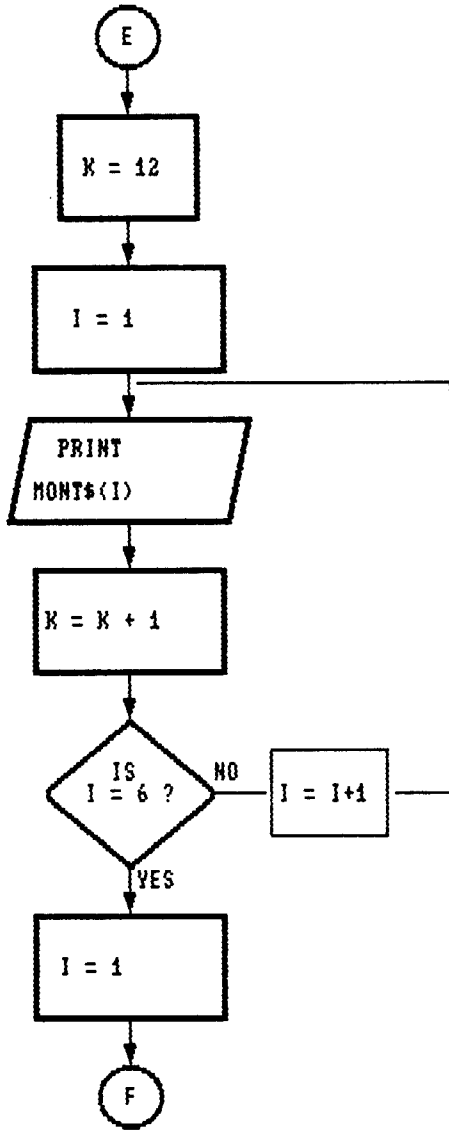 E
K = 12
I = 1
PRINT
MONT$(I)
K = K + 1
IS
I = 6 ?
NO
I = I+1
YES
I = 1
F